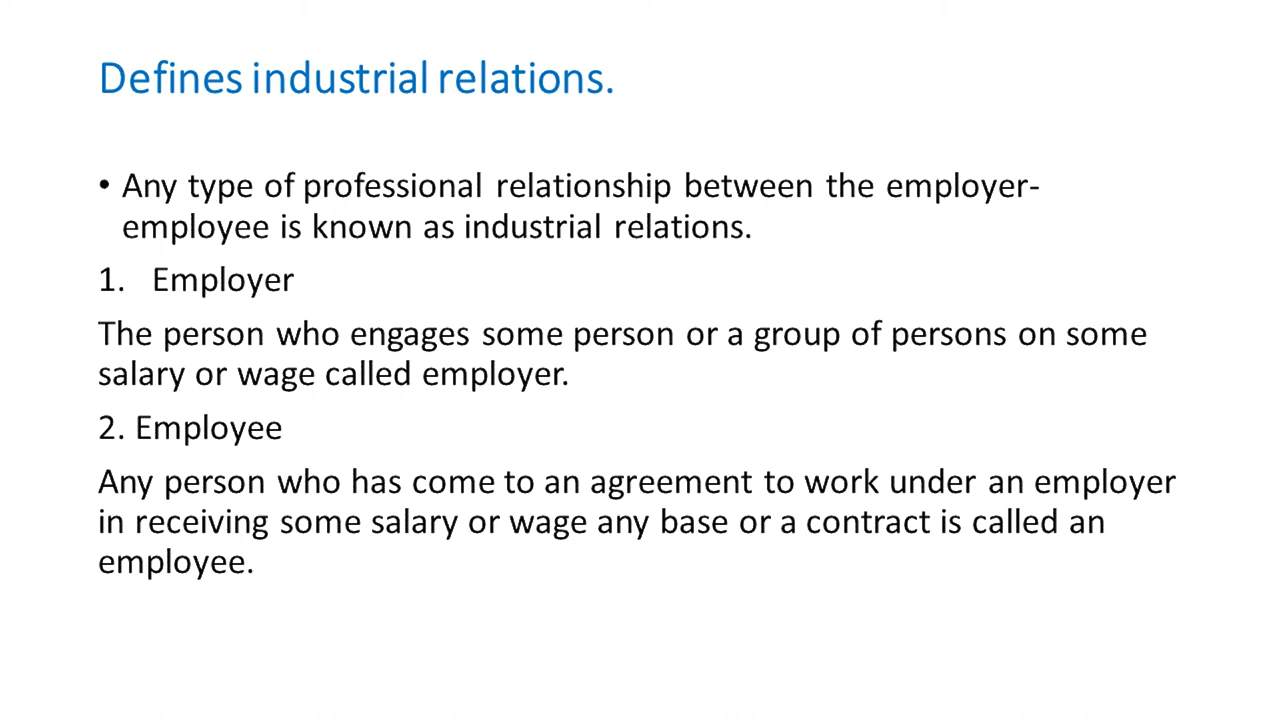 Defines industrial relations.
• Any type of professional relationship between the employer-
employee is known as industrial relations.
1. Employer
The person who engages some person or a group of persons on some
salary or wage called employer.
2. Employee
Any person who has come to an agreement to work under an employer
in receiving some salary or wage any base or a contract is called an
employee.